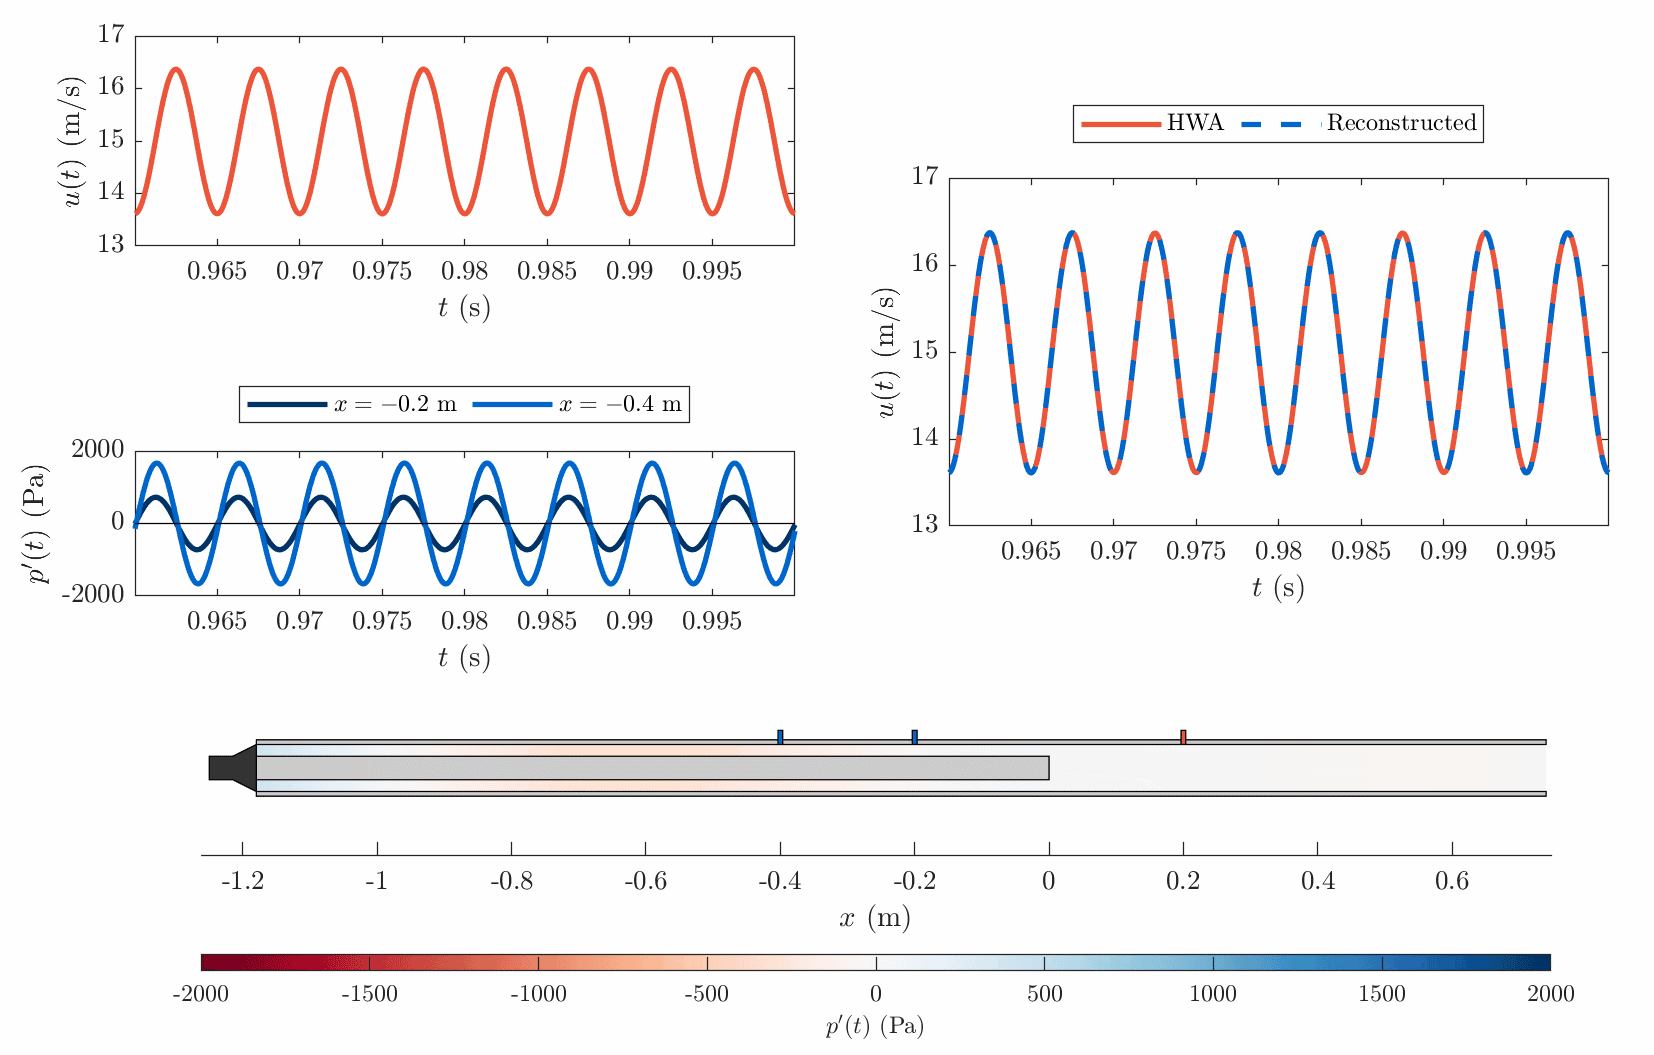 17
16
15
14
13
u(t) (m/s)
0.965 0.97 0.975 0.98 0.985 0.99 0.995
t (s)
x = −0.2 m x = −0.4 m
2000
0
-2000
p′(t) (Pa)
0.965 0.97 0.975 0.98 0.985 0.99 0.995
t (s)
HWA Reconstructed
17
16
15
14
13
u(t) (m/s)
0.965 0.97 0.975 0.98 0.985 0.99 0.995
t (s)
-1.2 -1 -0.8 -0.6 -0.4 -0.2 0 0.2 0.4 0.6
x (m)
-2000 -1500 -1000 -500 0 500 1000 1500 2000
p′(t) (Pa)